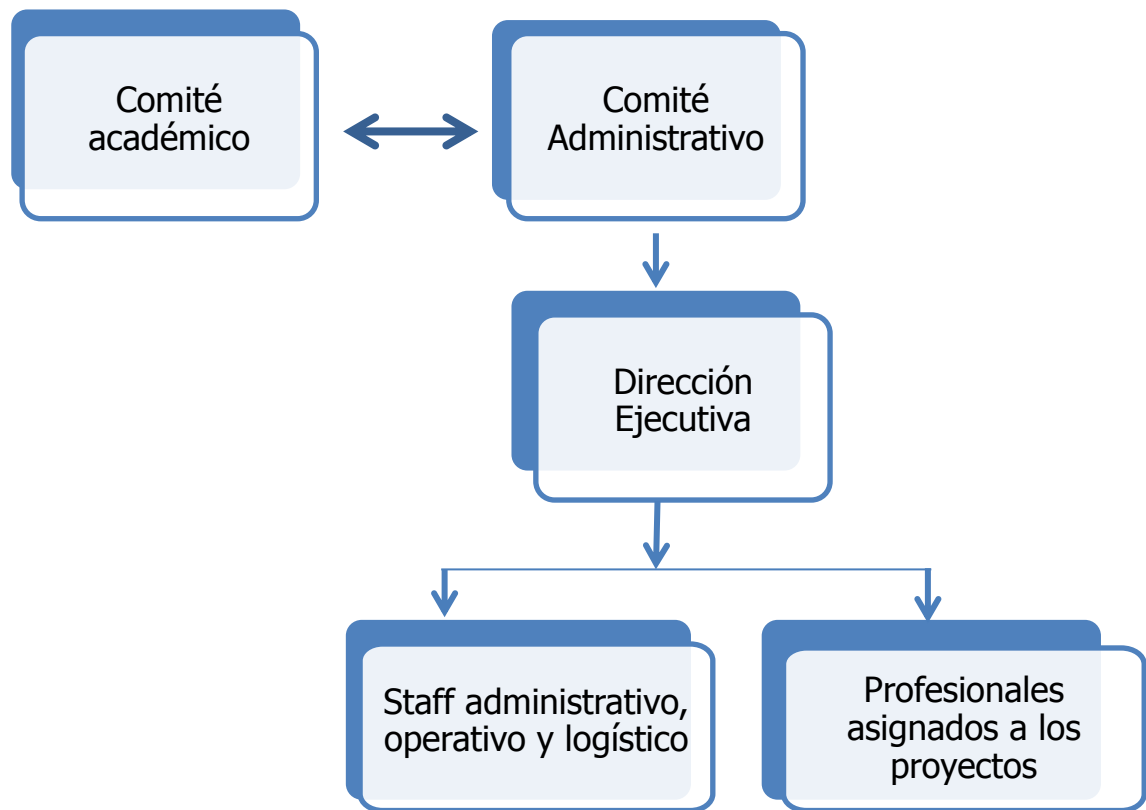 Comité
académico
Comité
Administrativo
Dirección
Ejecutiva
Staff administrativo,
operativo y logístico
Profesionales
asignados a los
proyectos